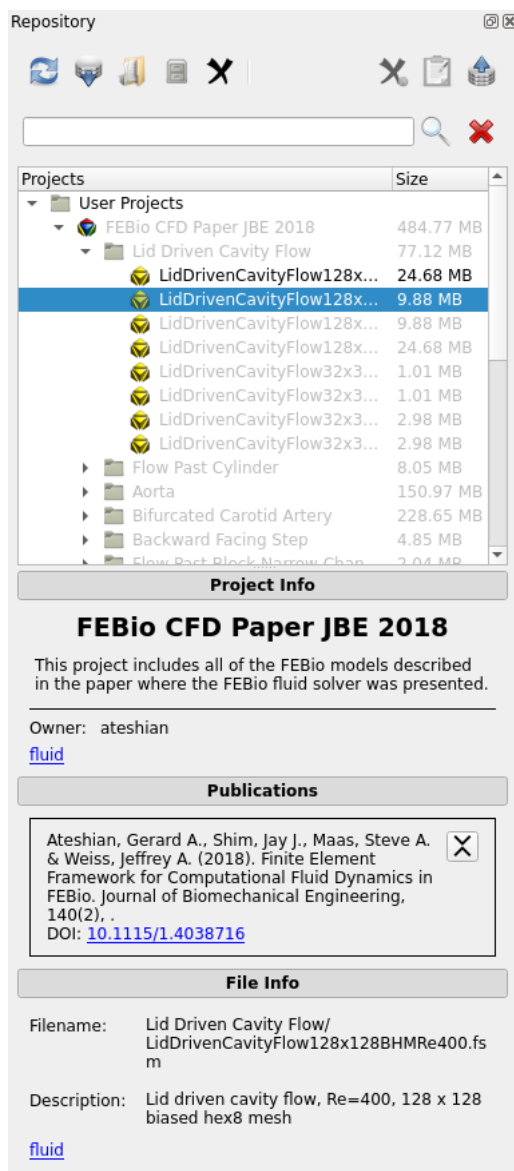 Repository
Projects Size
User Projects
FEBio CFD Paper JBE 2018 484.77 MB
Lid Driven Cavity Flow 77.12 MB
LidDrivenCavityFlow128x... 24.68 MB
LidDrivenCavityFlow128x... 9.88 MB
LidDrivenCavityFlow128x... 9.88 MB
LidDrivenCavityFlow128x... 24.68 MB
LidDrivenCavityFlow32x3... 1.01 MB
LidDrivenCavityFlow32x3... 1.01 MB
LidDrivenCavityFlow32x3... 2.98 MB
LidDrivenCavityFlow32x3... 2.98 MB
Flow Past Cylinder 8.05 MB
Aorta 150.97 MB
Bifurcated Carotid Artery 228.65 MB
Backward Facing Step 4.85 MB
Flow Past Block Narrow Chan... 2.04 MB
Project Info
FEBio CFD Paper JBE 2018
This project includes all of the FEBio models described
in the paper where the FEBio fluid solver was presented.
Owner: ateshian
fluid
Publications
Ateshian, Gerard A., Shim, Jay J., Maas, Steve A.
& Weiss, Jeffrey A. (2018). Finite Element
Framework for Computational Fluid Dynamics in
FEBio. Journal of Biomechanical Engineering,
140(2), .
DOI: 10.1115/1.4038716
File Info
Filename: Lid Driven Cavity Flow/
LidDrivenCavityFlow128x128BHMRe400.fs
m
Description: Lid driven cavity flow, Re=400, 128 x 128
biased hex8 mesh
fluid